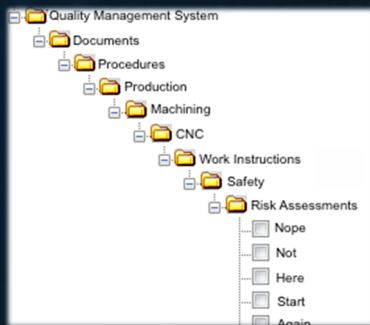 Quality Management System
Documents
Procedures
Production
Machining
CNC
Work Instructions
Safety
Risk Assessments
Nope
Not
Here
Start
Again